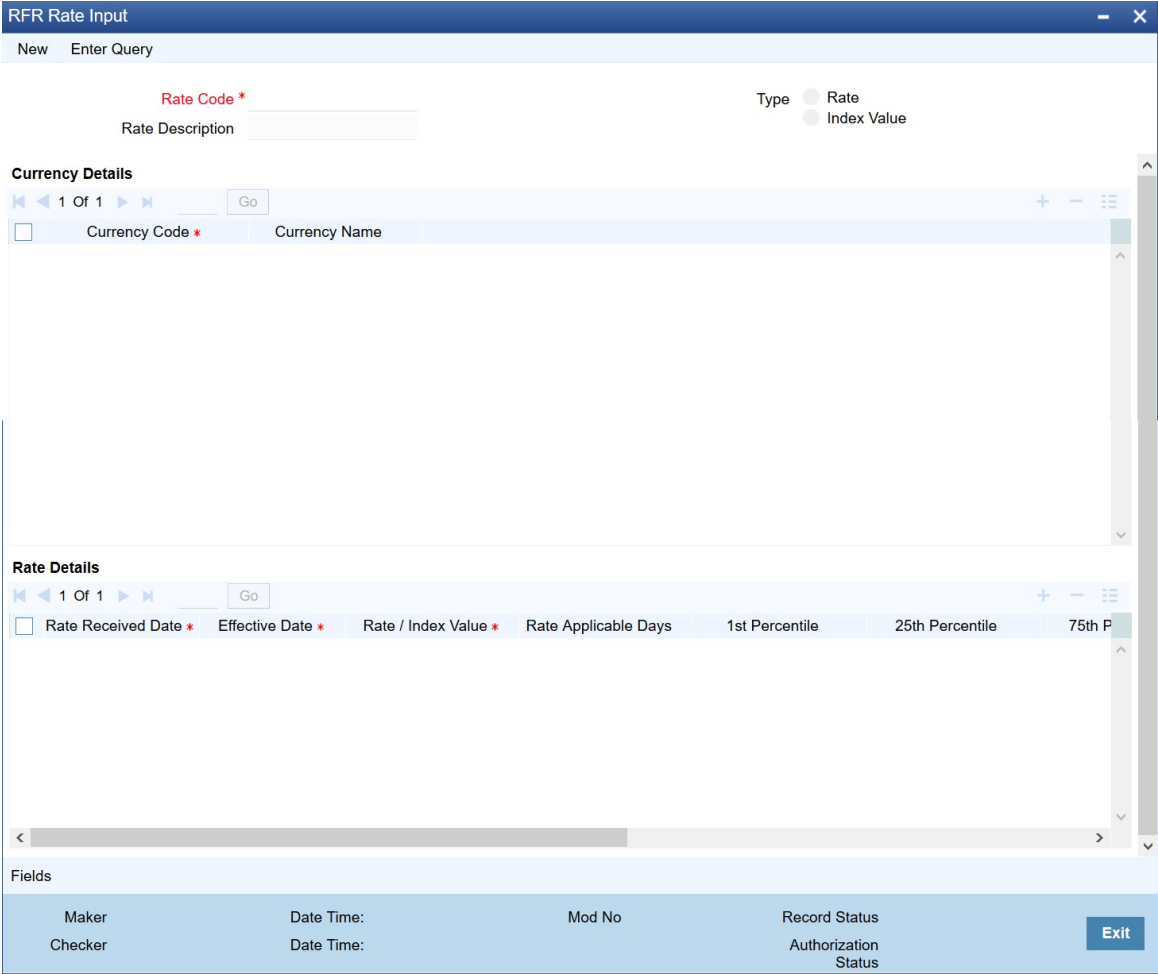 RFR Rate Input
New Enter Query
Rate Code *
Rate Description
Type Rate
Index Value
Currency Details
1 Of 1 Go
Currency Code * Currency Name
Rate Details
1 Of 1 Go
Rate Received Date * Effective Date * Rate / Index Value * Rate Applicable Days 1st Percentile 25th Percentile 75th P
Fields
Maker Date Time: Mod No Record Status
Exit
Checker Date Time: Authorization
Status